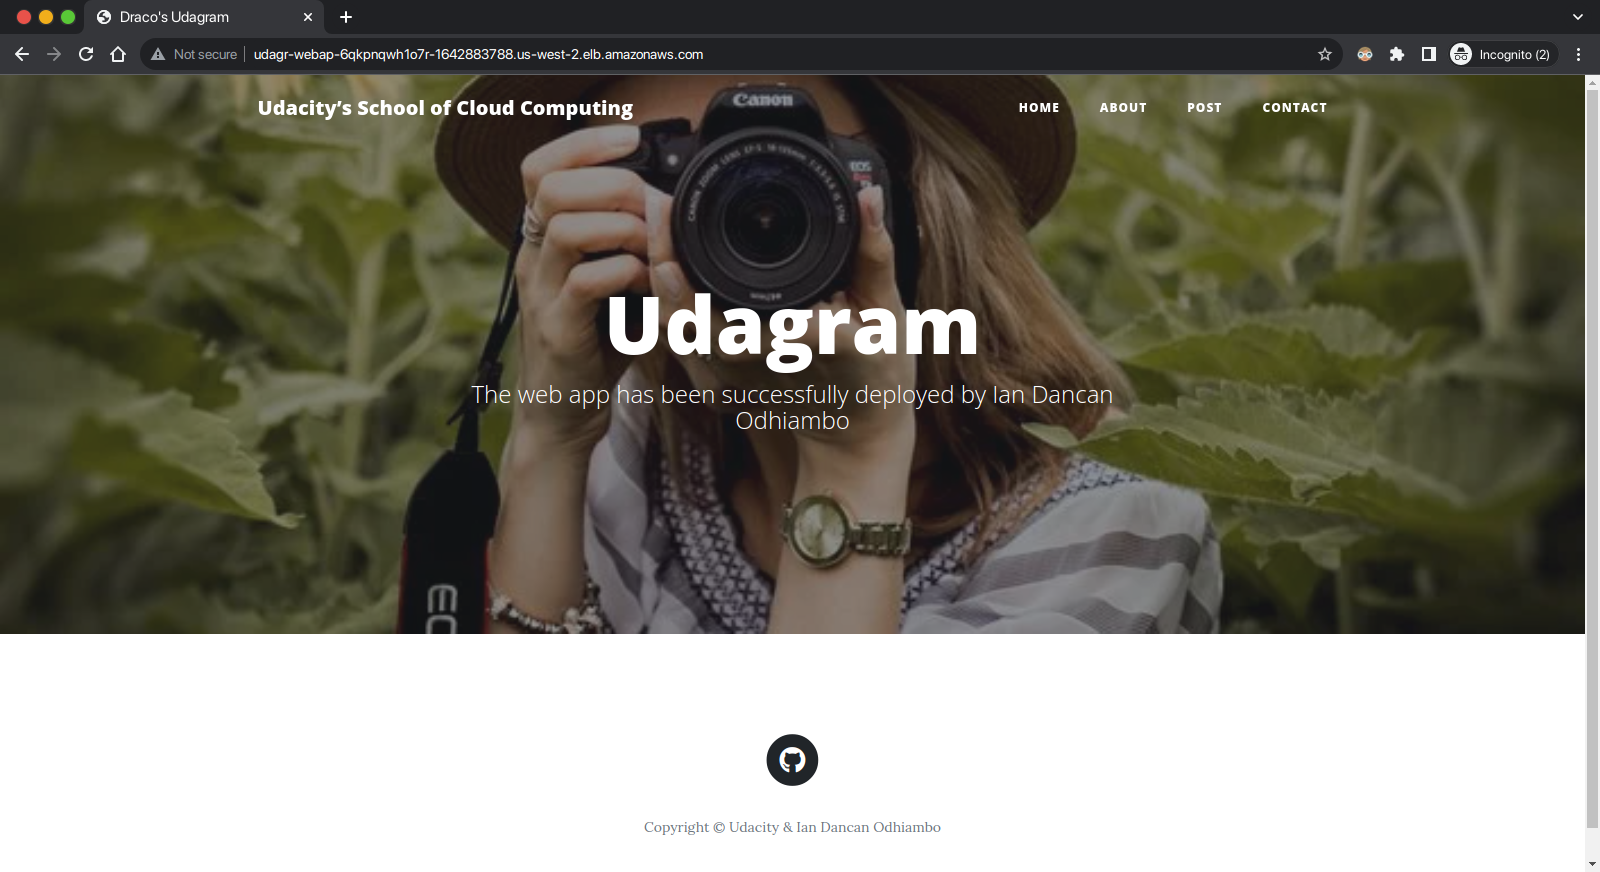 Draco's Udagram
Not secure
udagr-webap-6qkpnqwh1o7r-1642883788.us-west-2.elb.amazonaws.com
Incognito (2)
Udacity’s School of Cloud Computing
HOME
ABOUT
POST
CONTACT
Canon
EOS
Udagram
The web app has been successfully deployed by Ian Dancan
Odhiambo
Copyright © Udacity & Ian Dancan Odhiambo